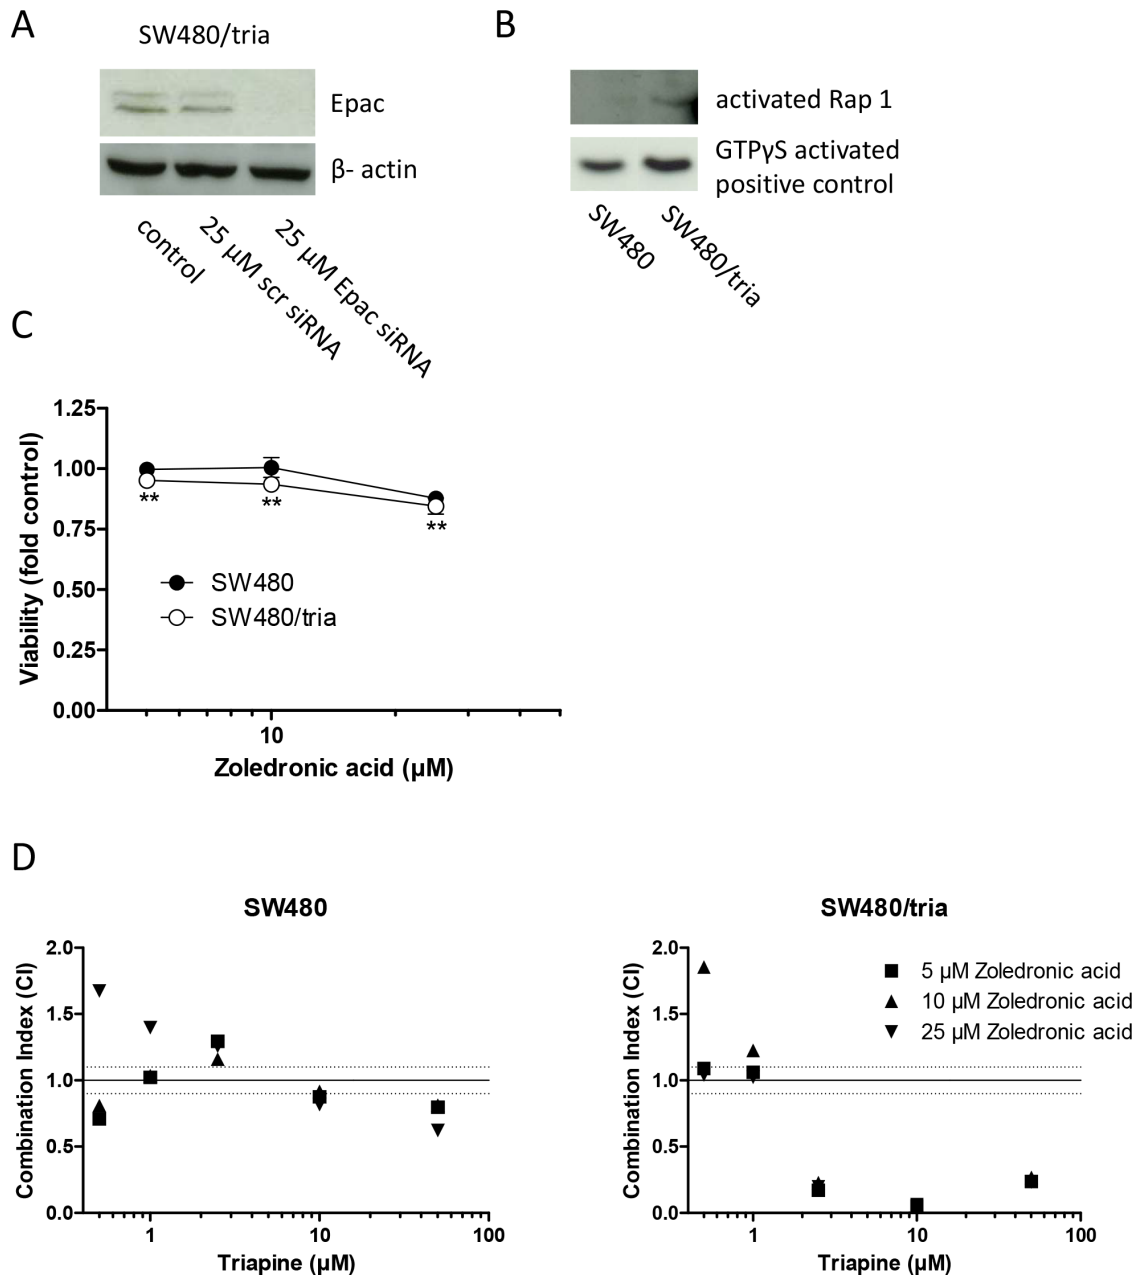 A
SW480/tria
Epac
β- actin
control
25 µM scr siRNA
25 µM Epac siRNA
B
activated Rap 1
GTPγS activated
positive control
SW480
SW480/tria
C
1.25
1.00
0.75
0.50
0.25
0.00
Viability (fold control)
** ** **
SW480
SW480/tria
10
Zoledronic acid (µM)
D
SW480
2.0
1.5
1.0
0.5
0.0
Combination Index (CI)
1 10 100
Triapine (µM)
SW480/tria
2.0
1.5
1.0
0.5
0.0
Combination Index (CI)
5 µM Zoledronic acid
10 µM Zoledronic acid
25 µM Zoledronic acid
1 10 100
Triapine (µM)